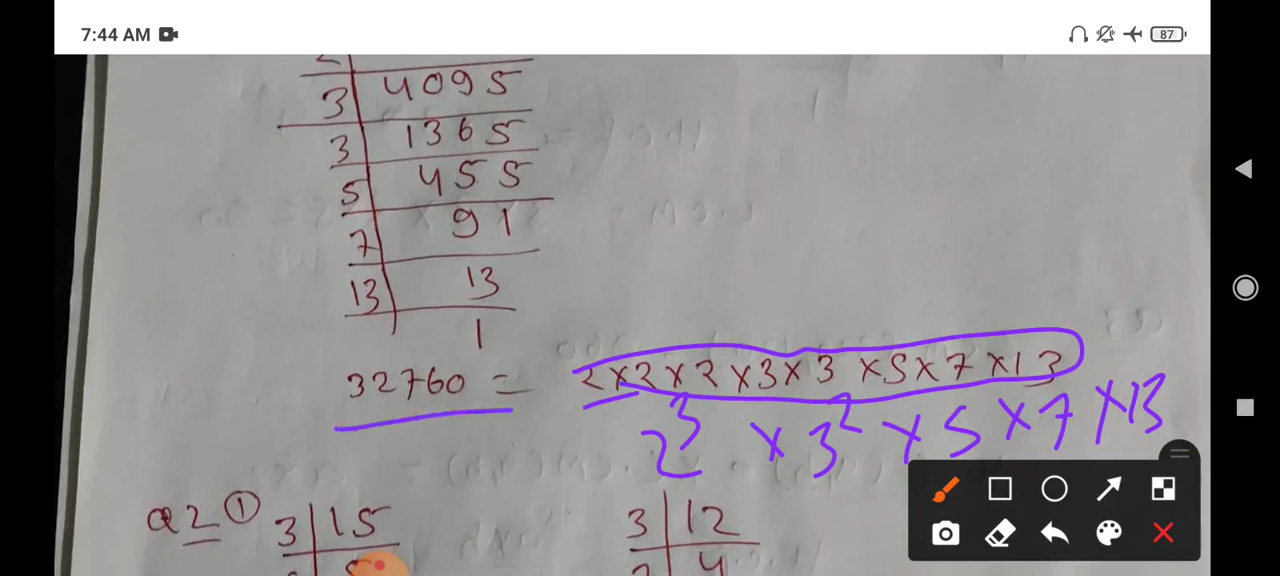 7:44 AM
87
3 4095
3 1365
5 455
7 91
13 13
1
32760 = 2×2×2×3×3×5×7×13
2³ × 3² × 5 × 7 × 13
Q2 ① 3 15
3 12
4